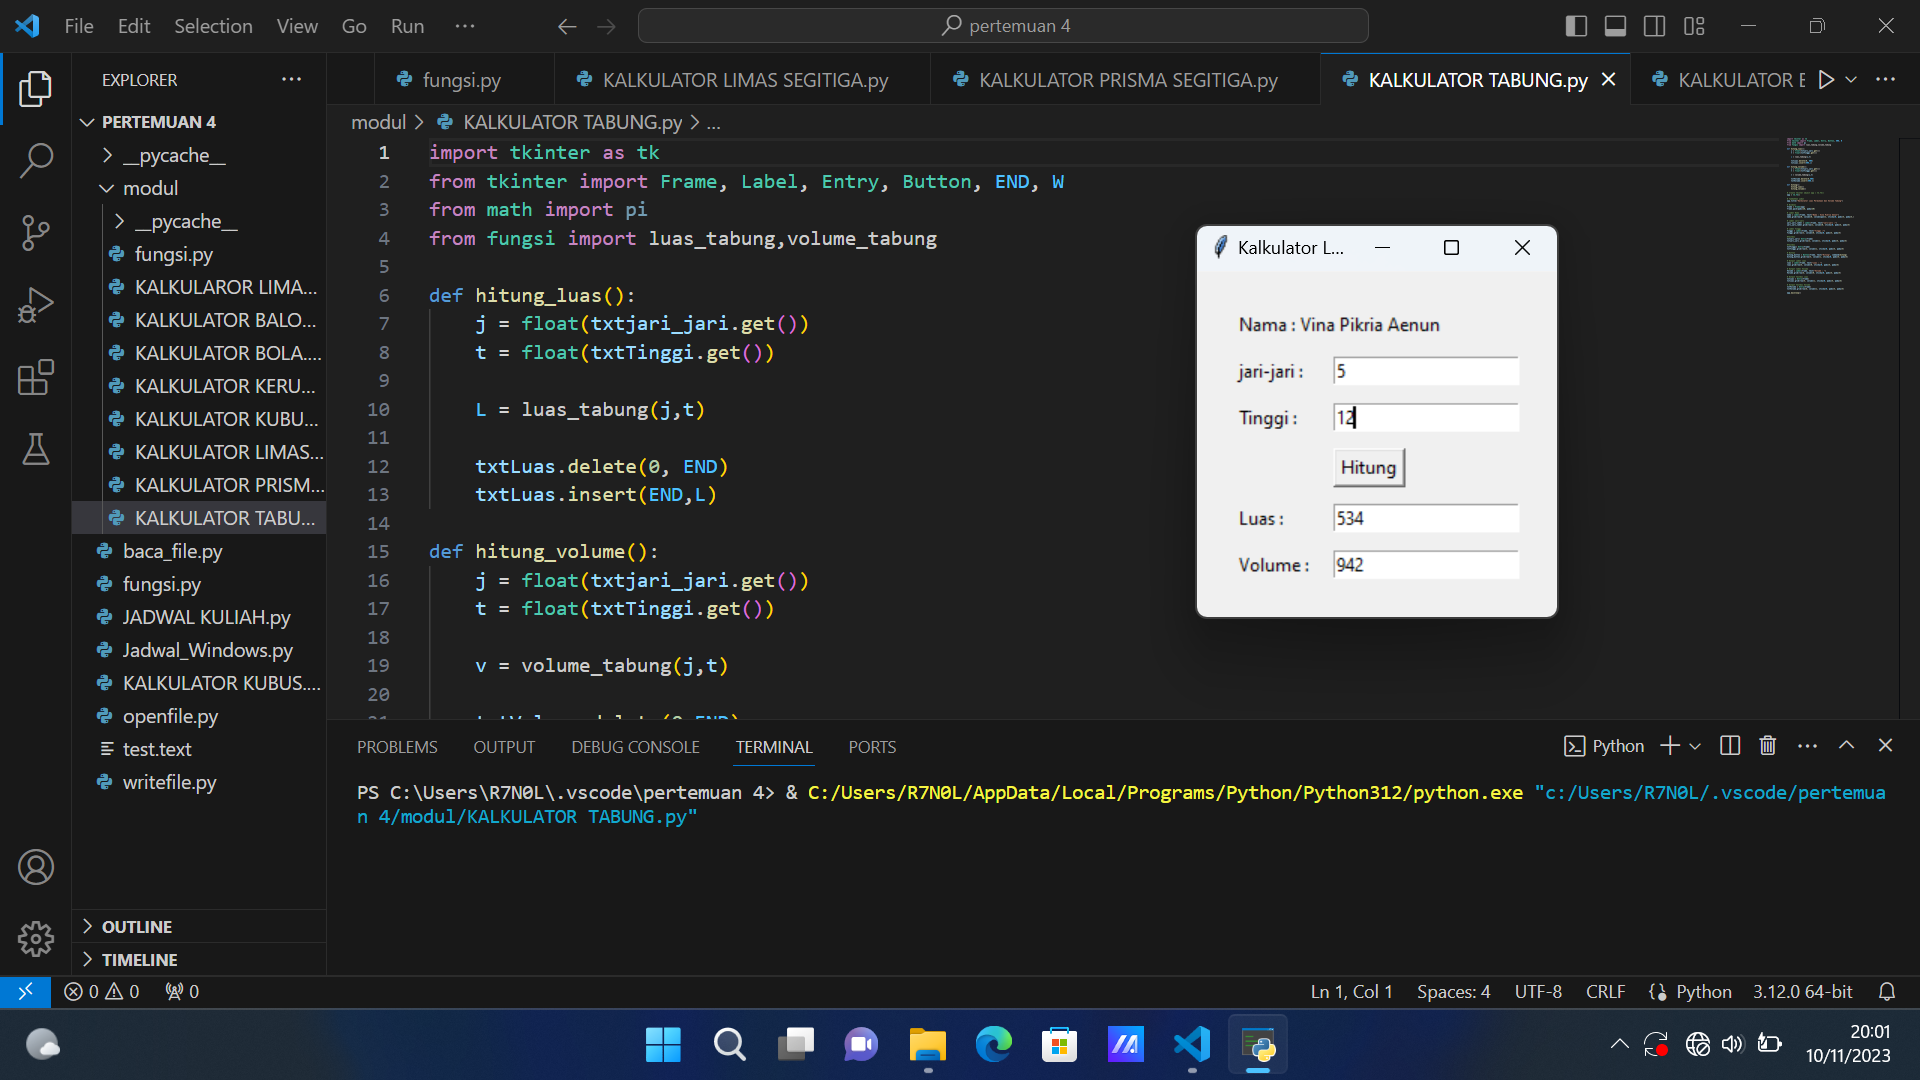 File Edit Selection View Go Run ···
pertemuan 4
EXPLORER
PERTEMUAN 4
__pycache__
modul
__pycache__
fungsi.py
KALKULAROR LIMA...
KALKULATOR BALO...
KALKULATOR BOLA....
KALKULATOR KERU...
KALKULATOR KUBU...
KALKULATOR LIMAS...
KALKULATOR PRISM...
KALKULATOR TABU...
baca_file.py
fungsi.py
JADWAL KULIAH.py
Jadwal_Windows.py
KALKULATOR KUBUS....
openfile.py
test.text
writefile.py
OUTLINE
TIMELINE
fungsi.py KALKULATOR LIMAS SEGITIGA.py KALKULATOR PRISMA SEGITIGA.py KALKULATOR TABUNG.py KALKULATOR
modul > KALKULATOR TABUNG.py > ...
1 import tkinter as tk
2 from tkinter import Frame, Label, Entry, Button, END, W
3 from math import pi
4 from fungsi import luas_tabung,volume_tabung
5
6 def hitung_luas():
7 j = float(txtjari_jari.get())
8 t = float(txtTinggi.get())
9
10 L = luas_tabung(j,t)
11
12 txtLuas.delete(0, END)
13 txtLuas.insert(END,L)
14
15 def hitung_volume():
16 j = float(txtjari_jari.get())
17 t = float(txtTinggi.get())
18
19 v = volume_tabung(j,t)
20
Kalkulator L...
Nama : Vina Pikria Aenun
jari-jari : 5
Tinggi : 12
Hitung
Luas : 534
Volume : 942
PROBLEMS OUTPUT DEBUG CONSOLE TERMINAL PORTS
Python
PS C:\Users\R7N0L\.vscode\pertemuan 4> & C:/Users/R7N0L/AppData/Local/Programs/Python/Python312/python.exe "c:/Users/R7N0L/.vscode/pertemua
n 4/modul/KALKULATOR TABUNG.py"
0 0 0
Ln 1, Col 1 Spaces: 4 UTF-8 CRLF Python 3.12.0 64-bit
20:01
10/11/2023